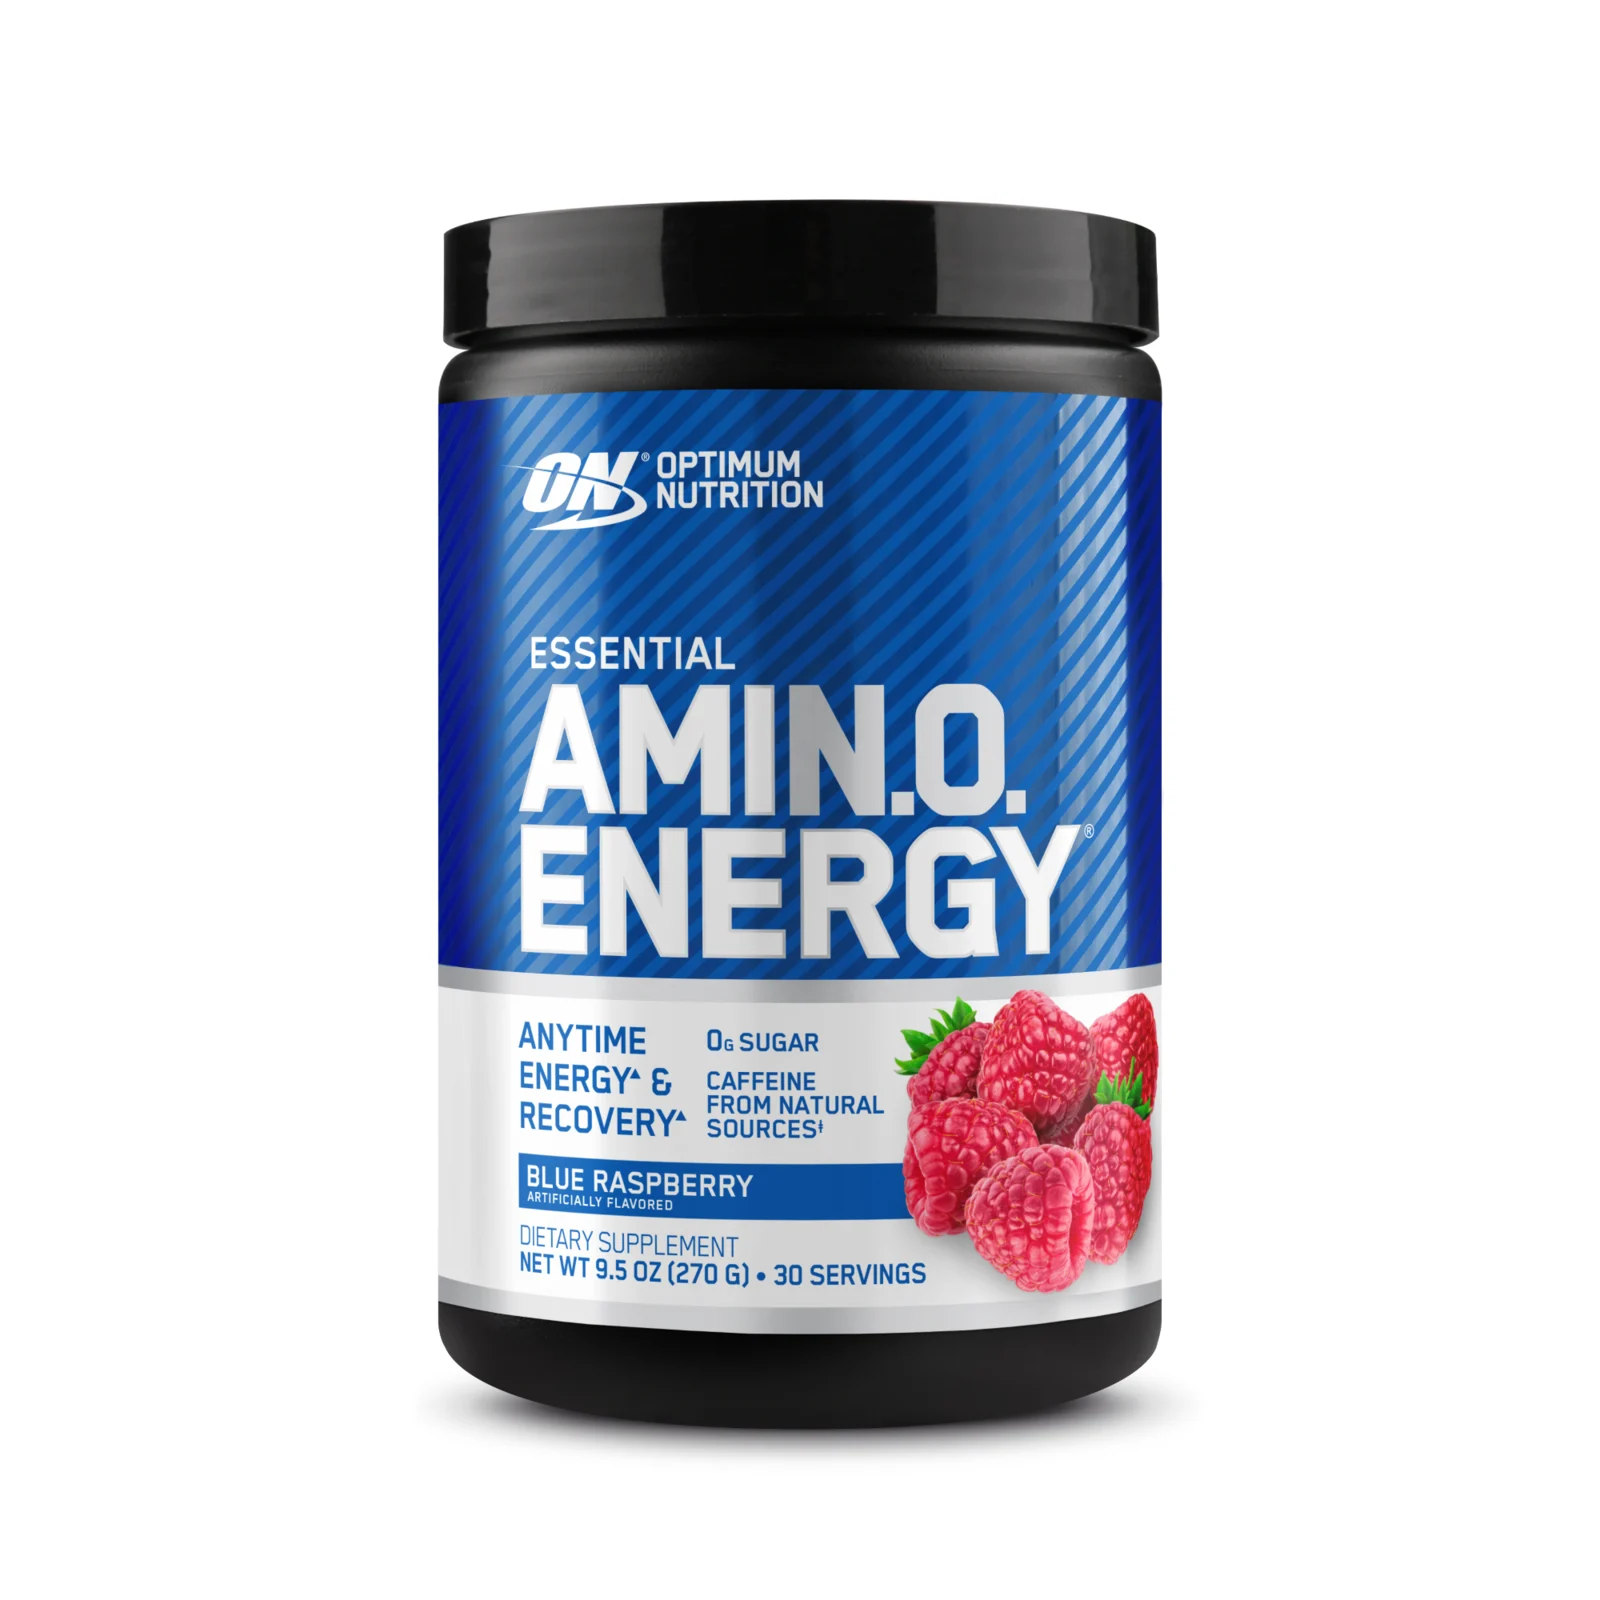 ON® OPTIMUM
NUTRITION
ESSENTIAL
AMIN.O.
ENERGY®
ANYTIME
ENERGY▲ &
RECOVERY▲
0G SUGAR
CAFFEINE
FROM NATURAL
SOURCES‡
BLUE RASPBERRY
ARTIFICIALLY FLAVORED
DIETARY SUPPLEMENT
NET WT 9.5 OZ (270 G) • 30 SERVINGS